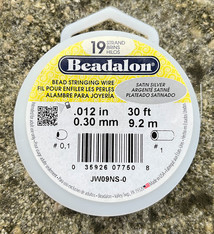 19 STRAND
BRINS
HILOS
Beadalon®
BEAD STRINGING WIRE
FIL POUR ENFILER LES PERLES
ALAMBRE PARA JOYERÍA
SATIN SILVER
ARGENTÉ SATINÉ
PLATEADO SATINADO
.012 in
0.30 mm
30 ft
9.2 m
# 0,1
# 1
0 35926 07750 8
JW09NS-0